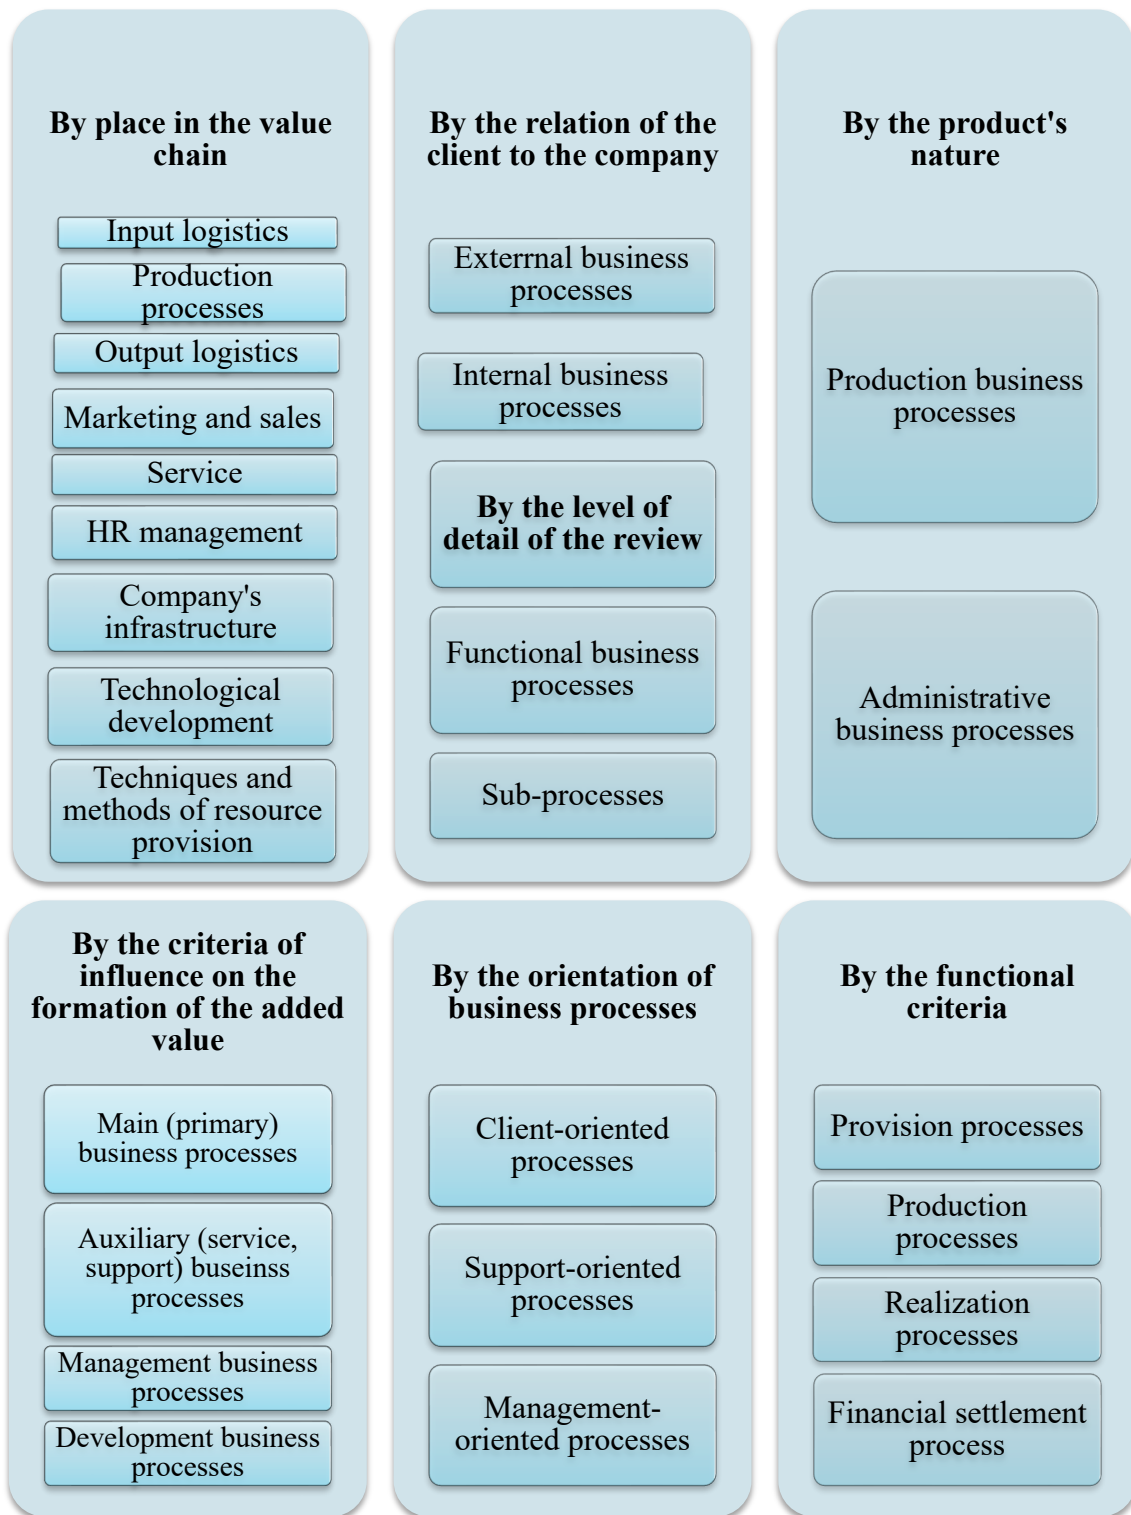 By place in the value
chain
Input logistics
Production
processes
Output logistics
Marketing and sales
Service
HR management
Company's
infrastructure
Technological
development
Techniques and
methods of resource
provision
By the relation of the
client to the company
Exterrnal business
processes
Internal business
processes
By the level of
detail of the review
Functional business
processes
Sub-processes
By the product's
nature
Production business
processes
Administrative
business processes
By the criteria of
influence on the
formation of the added
value
Main (primary)
business processes
Auxiliary (service,
support) buseinss
processes
Management business
processes
Development business
processes
By the orientation of
business processes
Client-oriented
processes
Support-oriented
processes
Management-
oriented processes
By the functional
criteria
Provision processes
Production
processes
Realization
processes
Financial settlement
process